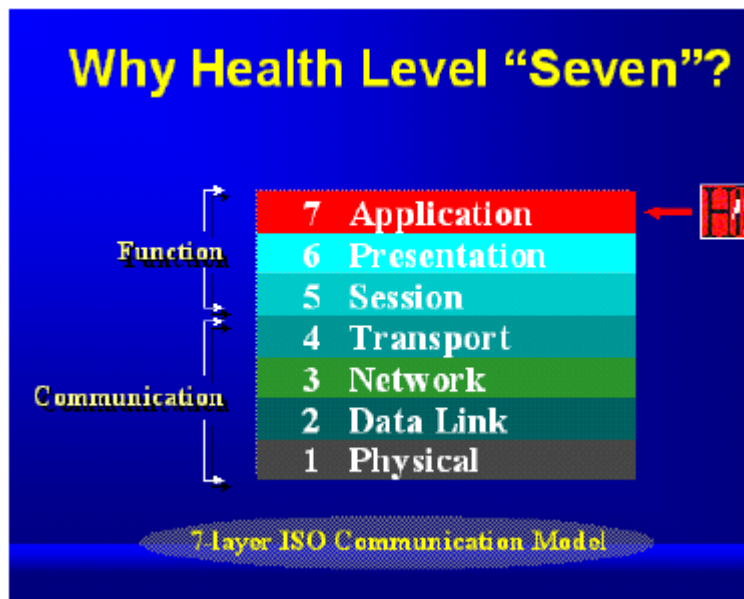 Why Health Level “Seven”?
7 Application
Function
6 Presentation
5 Session
4 Transport
3 Network
Communication
2 Data Link
1 Physical
7-layer ISO Communication Model